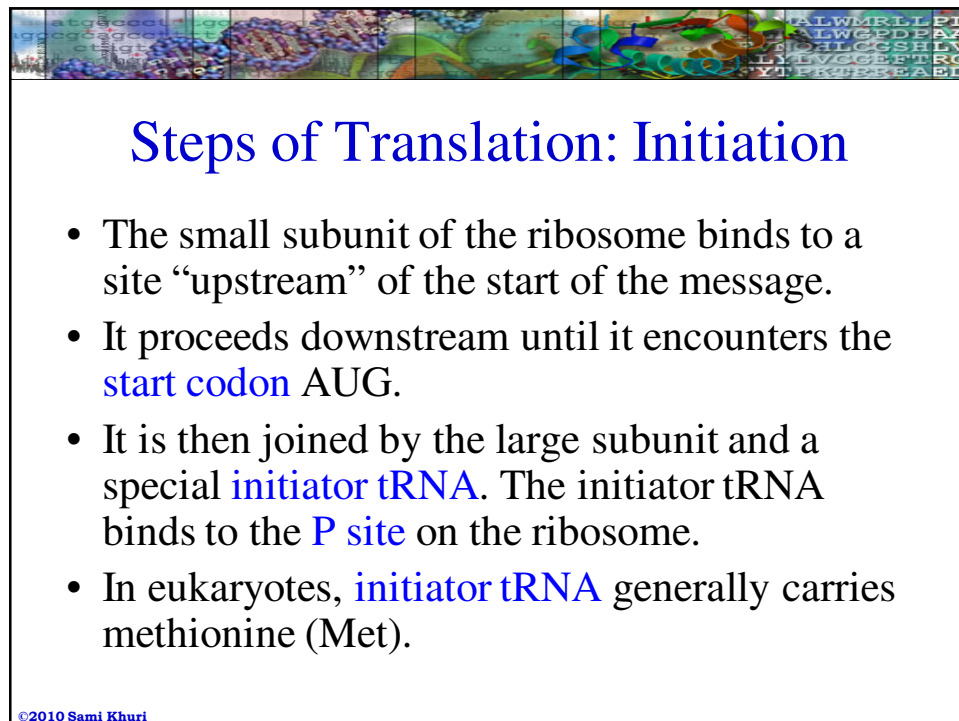 ALWMRLLPI
ALWGPDPAA
Steps of Translation: Initiation
• The small subunit of the ribosome binds to a
site “upstream” of the start of the message.
• It proceeds downstream until it encounters the
start codon AUG.
• It is then joined by the large subunit and a
special initiator tRNA. The initiator tRNA
binds to the P site on the ribosome.
• In eukaryotes, initiator tRNA generally carries
methionine (Met).
©2010 Sami Khuri